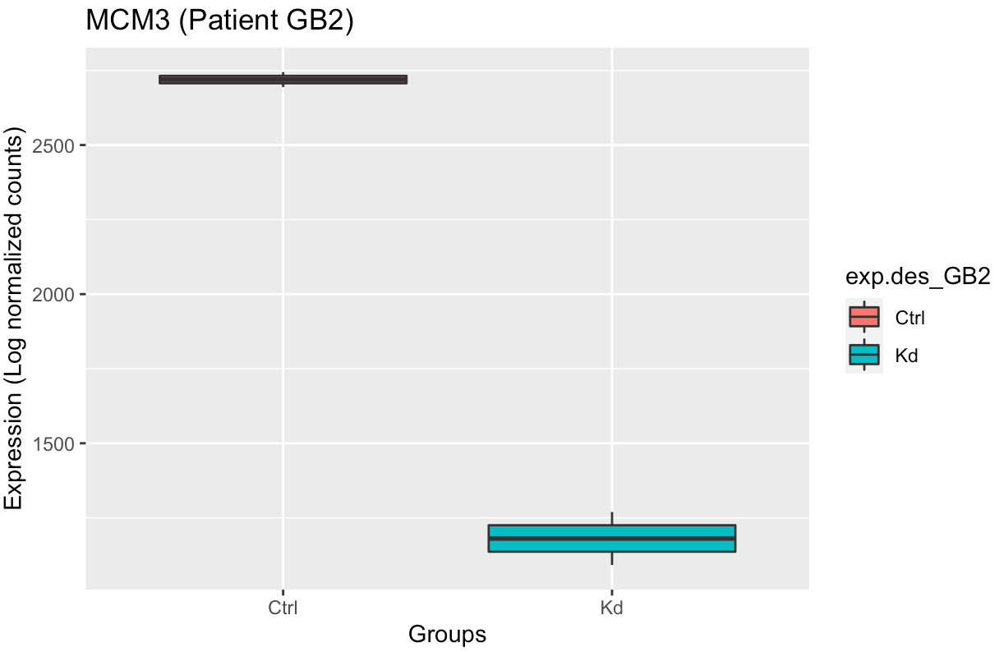 MCM3 (Patient GB2)
Expression (Log normalized counts)
2500
2000
1500
Ctrl
Kd
Groups
exp.des_GB2
Ctrl
Kd